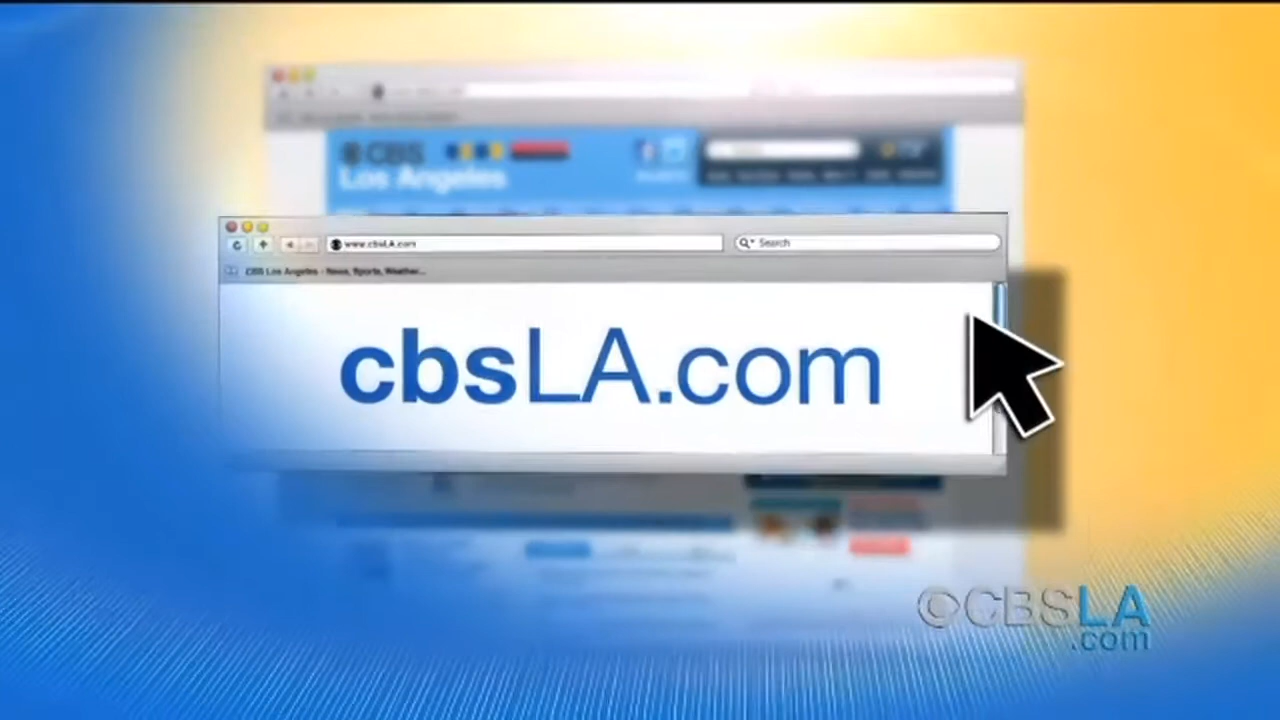 CBS
Los Angeles
www.cbsLA.com
Search
CBS Los Angeles - News, Sports, Weather...
cbsLA.com
CBSLA
.com